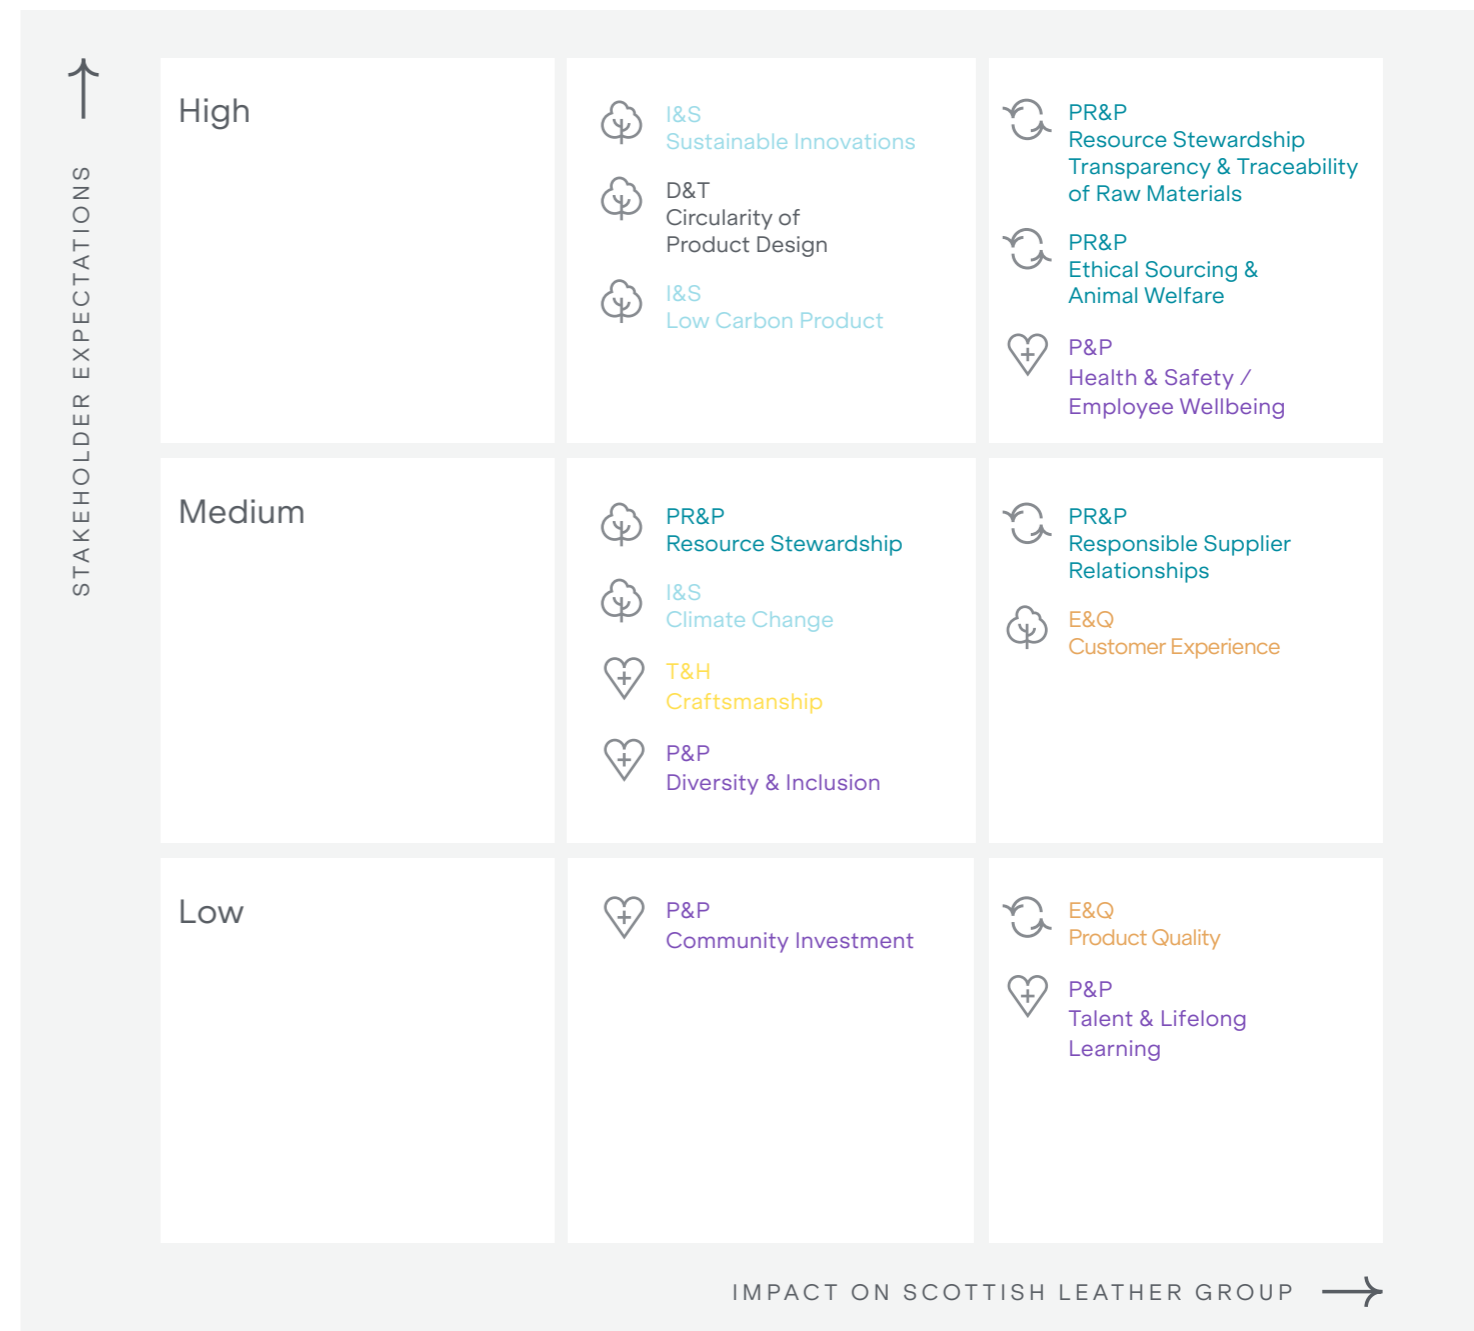 STAKEHOLDER EXPECTATIONS
High
I&S
Sustainable Innovations
D&T
Circularity of
Product Design
I&S
Low Carbon Product
PR&P
Resource Stewardship
Transparency & Traceability
of Raw Materials
PR&P
Ethical Sourcing &
Animal Welfare
P&P
Health & Safety /
Employee Wellbeing
Medium
PR&P
Resource Stewardship
I&S
Climate Change
T&H
Craftsmanship
P&P
Diversity & Inclusion
PR&P
Responsible Supplier
Relationships
E&Q
Customer Experience
Low
P&P
Community Investment
E&Q
Product Quality
P&P
Talent & Lifelong
Learning
IMPACT ON SCOTTISH LEATHER GROUP